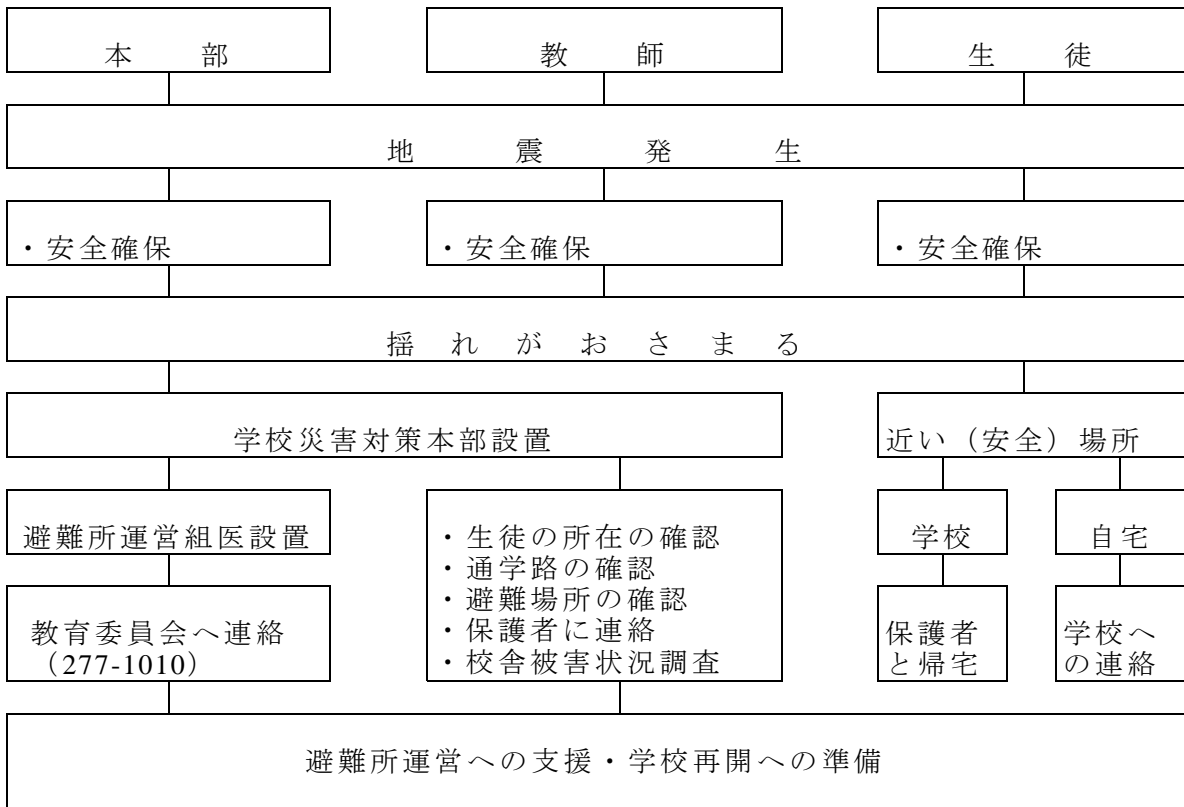 本部
教師
生徒
地震発生
・安全確保
・安全確保
・安全確保
揺れがおさまる
学校災害対策本部設置
近い（安全）場所
避難所運営組医設置
・生徒の所在の確認
・通学路の確認
・避難場所の確認
・保護者に連絡
・校舎被害状況調査
学校
自宅
教育委員会へ連絡
（277-1010）
保護者
と帰宅
学校へ
の連絡
避難所運営への支援・学校再開への準備